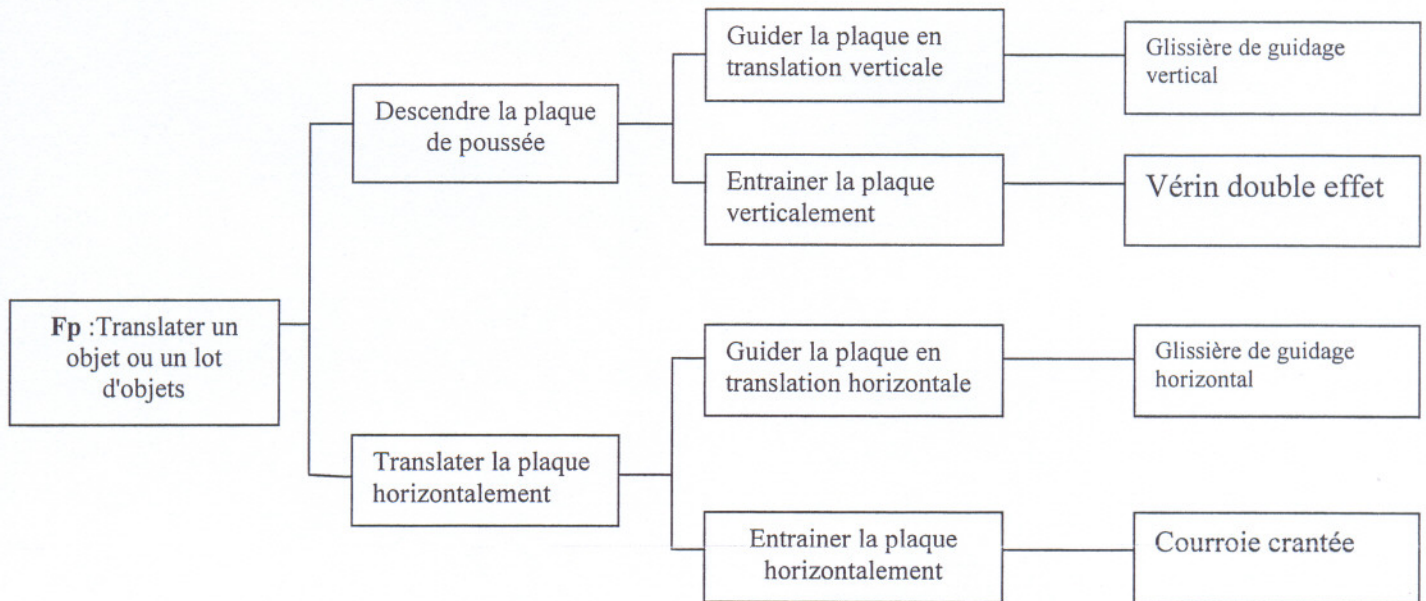 Guider la plaque en
translation verticale
Glissière de guidage
vertical
Descendre la plaque
de poussée
Entrainer la plaque
verticalement
Vérin double effet
Fp :Translater un
objet ou un lot
d'objets
Guider la plaque en
translation horizontale
Glissière de guidage
horizontal
Translater la plaque
horizontalement
Entrainer la plaque
horizontalement
Courroie crantée